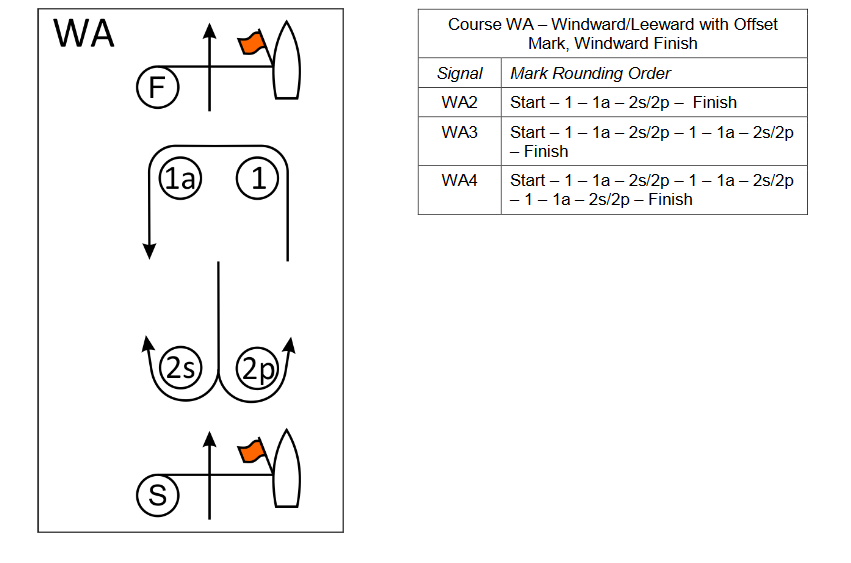 WA
F
1a 1
2s 2p
S
Course WA – Windward/Leeward with Offset
Mark, Windward Finish
Signal Mark Rounding Order
WA2 Start – 1 – 1a – 2s/2p – Finish
WA3 Start – 1 – 1a – 2s/2p – 1 – 1a – 2s/2p
– Finish
WA4 Start – 1 – 1a – 2s/2p – 1 – 1a – 2s/2p
– 1 – 1a – 2s/2p – Finish